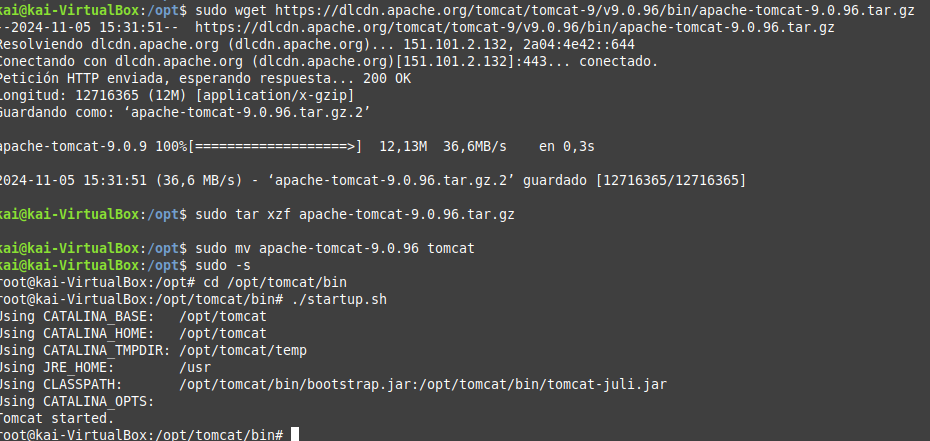 kai@kai-VirtualBox:/opt$ sudo wget https://dlcdn.apache.org/tomcat/tomcat-9/v9.0.96/bin/apache-tomcat-9.0.96.tar.gz
--2024-11-05 15:31:51--  https://dlcdn.apache.org/tomcat/tomcat-9/v9.0.96/bin/apache-tomcat-9.0.96.tar.gz
Resolviendo dlcdn.apache.org (dlcdn.apache.org)... 151.101.2.132, 2a04:4e42::644
Conectando con dlcdn.apache.org (dlcdn.apache.org)[151.101.2.132]:443... conectado.
Petición HTTP enviada, esperando respuesta... 200 OK
Longitud: 12716365 (12M) [application/x-gzip]
Guardando como: ‘apache-tomcat-9.0.96.tar.gz.2’
apache-tomcat-9.0.9 100%[===================>]  12,13M  36,6MB/s    en 0,3s
2024-11-05 15:31:51 (36,6 MB/s) - ‘apache-tomcat-9.0.96.tar.gz.2’ guardado [12716365/12716365]
kai@kai-VirtualBox:/opt$ sudo tar xzf apache-tomcat-9.0.96.tar.gz
kai@kai-VirtualBox:/opt$ sudo mv apache-tomcat-9.0.96 tomcat
kai@kai-VirtualBox:/opt$ sudo -s
root@kai-VirtualBox:/opt# cd /opt/tomcat/bin
root@kai-VirtualBox:/opt/tomcat/bin# ./startup.sh
Using CATALINA_BASE:   /opt/tomcat
Using CATALINA_HOME:   /opt/tomcat
Using CATALINA_TMPDIR: /opt/tomcat/temp
Using JRE_HOME:        /usr
Using CLASSPATH:       /opt/tomcat/bin/bootstrap.jar:/opt/tomcat/bin/tomcat-juli.jar
Using CATALINA_OPTS:
Tomcat started.
root@kai-VirtualBox:/opt/tomcat/bin#